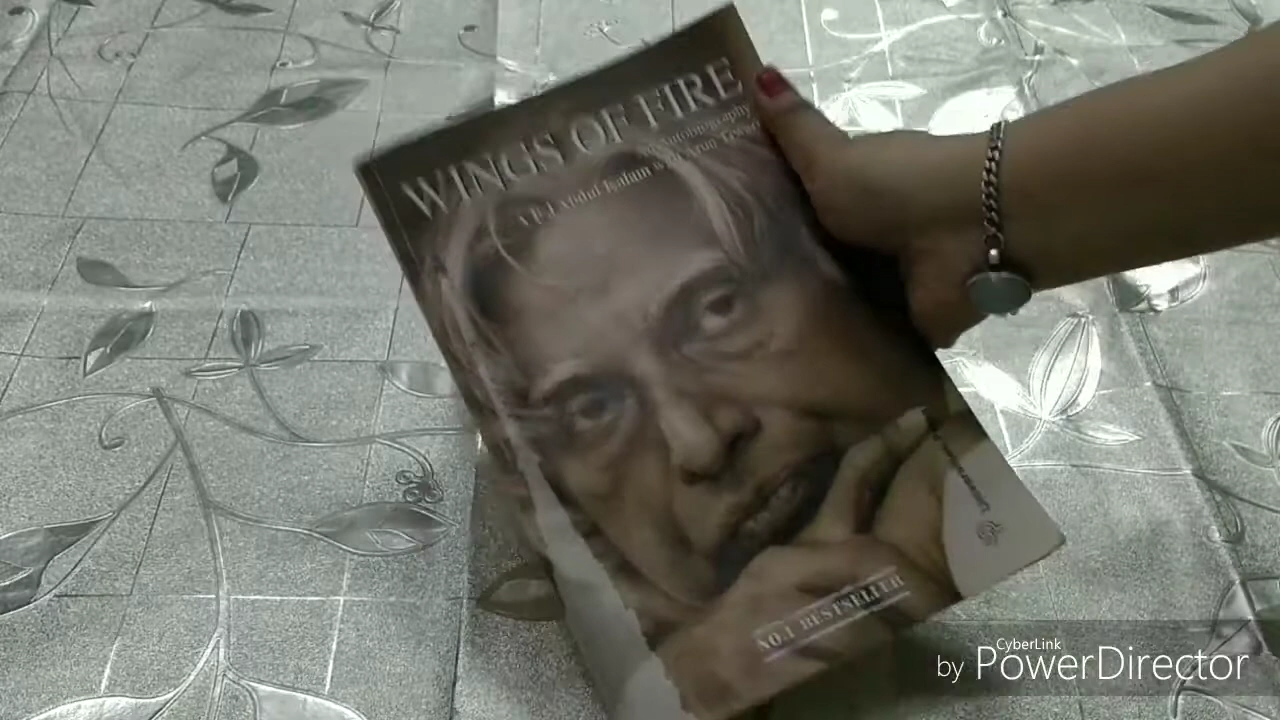 WINGS OF FIRE
An Autobiography
A P J Abdul Kalam with Arun Tiwari
NO.1 BESTSELLER
CyberLink
by PowerDirector